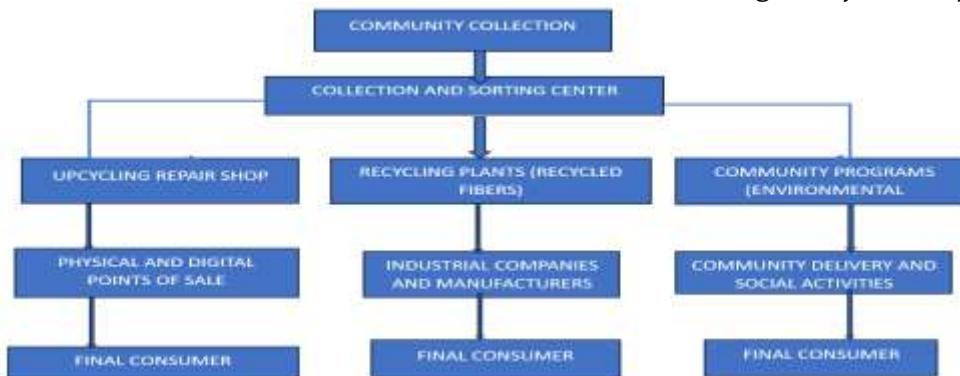 COMMUNITY COLLECTION
COLLECTION AND SORTING CENTER
UPCYCLING REPAIR SHOP
RECYCLING PLANTS (RECYCLED
FIBERS)
COMMUNITY PROGRAMS
(ENVIRONMENTAL
PHYSICAL AND DIGITAL
POINTS OF SALE
INDUSTRIAL COMPANIES
AND MANUFACTURERS
COMMUNITY DELIVERY AND
SOCIAL ACTIVITIES
FINAL CONSUMER
FINAL CONSUMER
FINAL CONSUMER